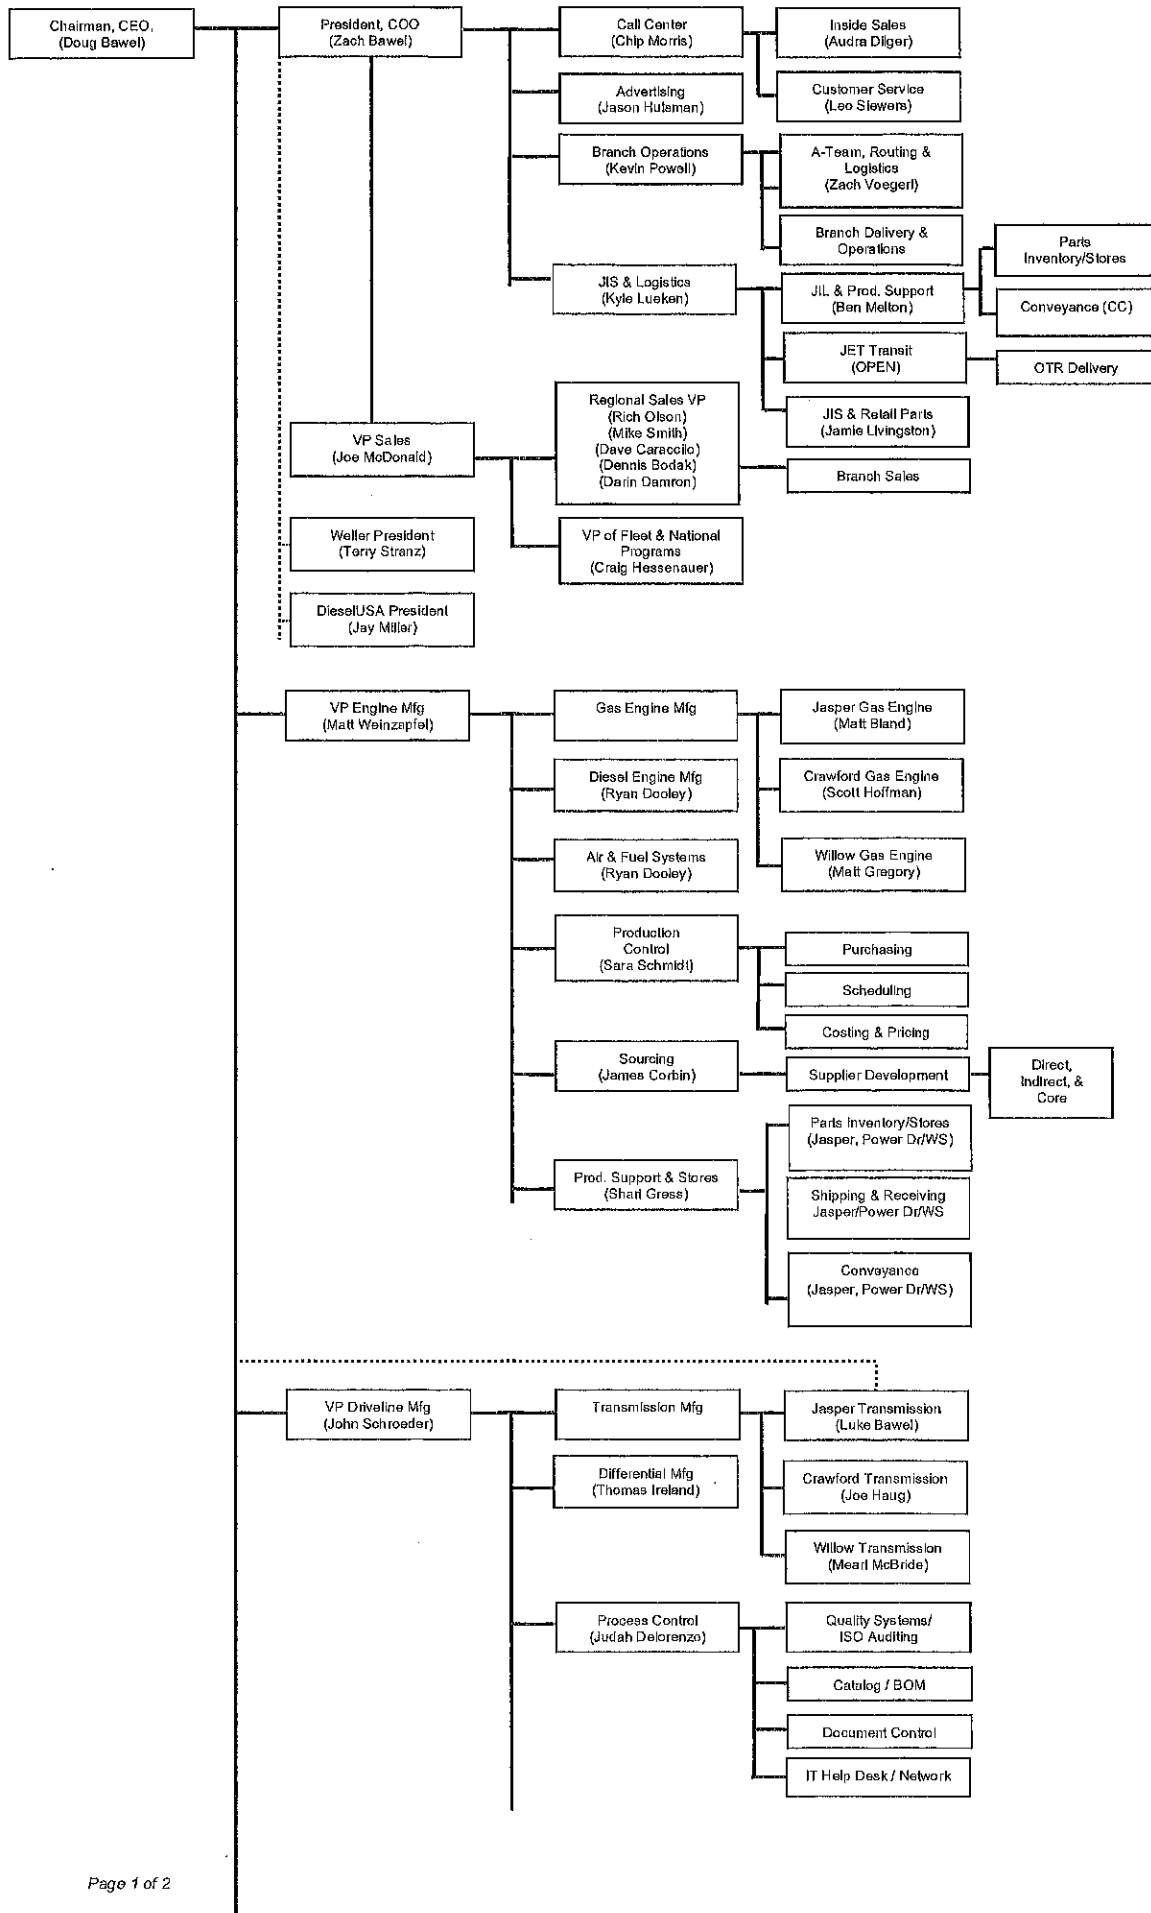 Chairman, CEO,
(Doug Bawel)
President, COO
(Zach Bawel)
Call Center
(Chip Morris)
Inside Sales
(Audra Dilger)
Customer Service
(Leo Siewers)
Advertising
(Jason Hulsman)
Branch Operations
(Kevin Powell)
A-Team, Routing &
Logistics
(Zach Voegerl)
Branch Delivery &
Operations
JIS & Logistics
(Kyle Lueken)
JIL & Prod. Support
(Ben Melton)
Parts
Inventory/Stores
Conveyance (CC)
JET Transit
(OPEN)
OTR Delivery
JIS & Retail Parts
(Jamie Livingston)
VP Sales
(Joe McDonald)
Regional Sales VP
(Rich Olson)
(Mike Smith)
(Dave Caraccilo)
(Dennis Bodak)
(Darin Damron)
Branch Sales
VP of Fleet & National
Programs
(Craig Hessenauer)
Weller President
(Terry Stranz)
DieselUSA President
(Jay Miller)
VP Engine Mfg
(Matt Weinzapfel)
Gas Engine Mfg
Jasper Gas Engine
(Matt Bland)
Crawford Gas Engine
(Scott Hoffman)
Willow Gas Engine
(Matt Gregory)
Diesel Engine Mfg
(Ryan Dooley)
Air & Fuel Systems
(Ryan Dooley)
Production
Control
(Sara Schmidt)
Purchasing
Scheduling
Costing & Pricing
Sourcing
(James Corbin)
Supplier Development
Direct,
Indirect, &
Core
Prod. Support & Stores
(Shari Gress)
Parts Inventory/Stores
(Jasper, Power Dr/WS)
Shipping & Receiving
Jasper/Power Dr/WS
Conveyance
(Jasper, Power Dr/WS)
VP Driveline Mfg
(John Schroeder)
Transmission Mfg
Jasper Transmission
(Luke Bawel)
Crawford Transmission
(Joe Haug)
Willow Transmission
(Mearl McBride)
Differential Mfg
(Thomas Ireland)
Process Control
(Judah Delorenzo)
Quality Systems/
ISO Auditing
Catalog / BOM
Document Control
IT Help Desk / Network
Page 1 of 2